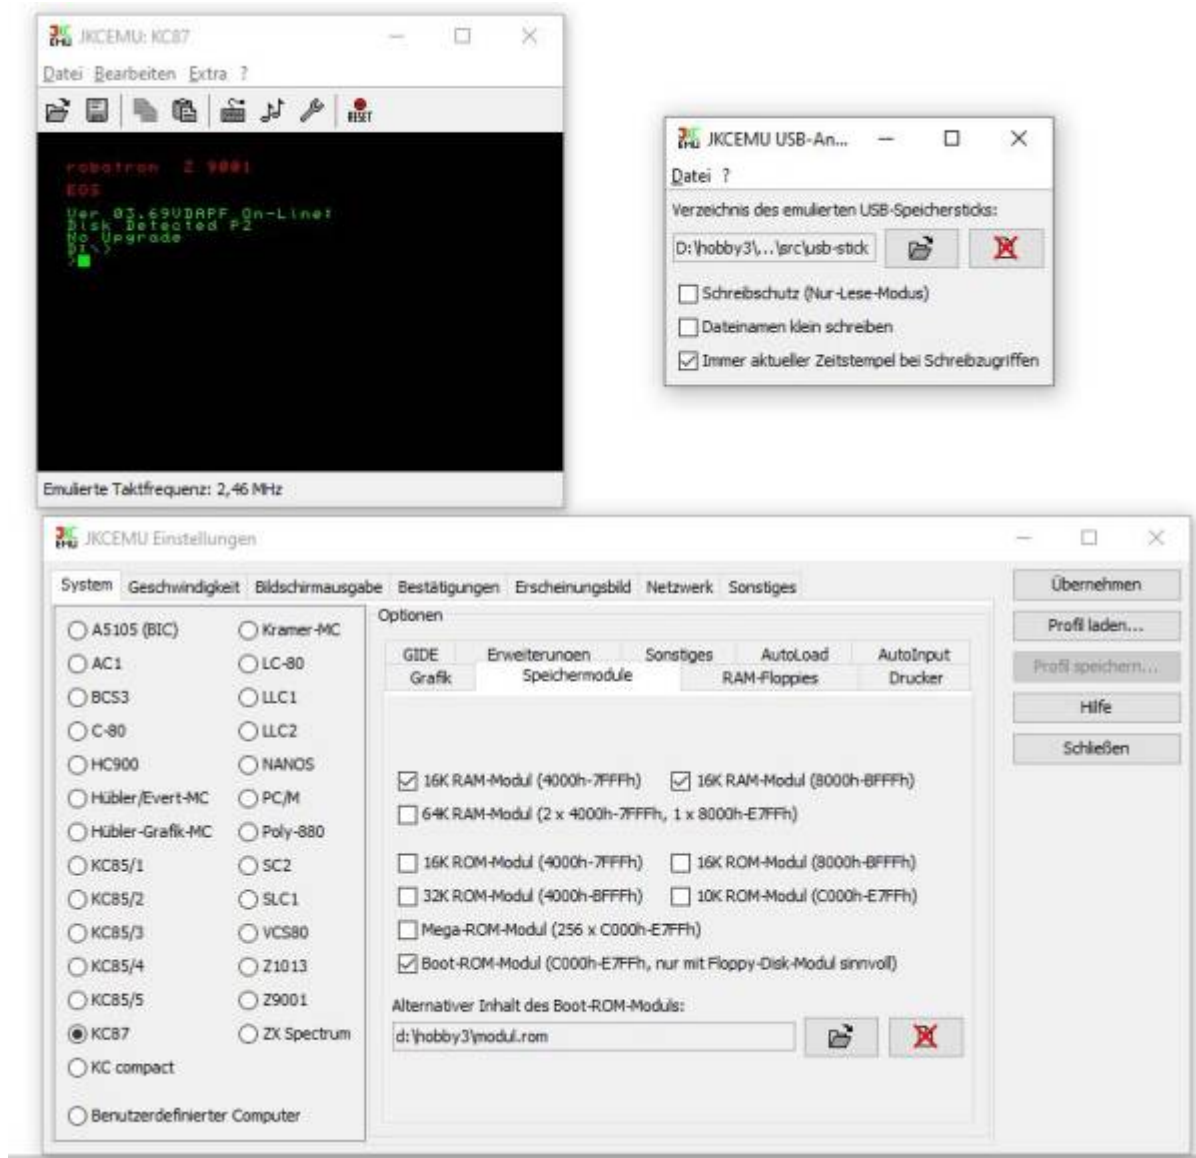 JKCEMU: KC87
Datei Bearbeiten Extra ?
RESET
robotron Z 9001
EOS
Ver 03.69VDAPF On-Line:
Disk Detected P2
No Upgrade
Emulierte Taktfrequenz: 2,46 MHz
JKCEMU USB-An...
Datei ?
Verzeichnis des emulierten USB-Speichersticks:
D:\hobby3\...\src\usb-stick
Schreibschutz (Nur-Lese-Modus)
Dateinamen klein schreiben
Immer aktueller Zeitstempel bei Schreibzugriffen
JKCEMU Einstellungen
System Geschwindigkeit Bildschirmausgabe Bestätigungen Erscheinungsbild Netzwerk Sonstiges
A5105 (BIC) Kramer-MC
AC1 LC-80
BCS3 LLC1
C-80 LLC2
HC900 NANOS
Hübler/Evert-MC PC/M
Hübler-Grafik-MC Poly-880
KC85/1 SC2
KC85/2 SLC1
KC85/3 VCS80
KC85/4 Z1013
KC85/5 Z9001
KC87 ZX Spectrum
KC compact
Benutzerdefinierter Computer
Optionen
GIDE Erweiterungen Sonstiges AutoLoad AutoInput
Grafik Speichermodule RAM-Floppies Drucker
16K RAM-Modul (4000h-7FFFh) 16K RAM-Modul (8000h-BFFFh)
64K RAM-Modul (2 x 4000h-7FFFh, 1 x 8000h-E7FFh)
16K ROM-Modul (4000h-7FFFh) 16K ROM-Modul (8000h-BFFFh)
32K ROM-Modul (4000h-BFFFh) 10K ROM-Modul (C000h-E7FFh)
Mega-ROM-Modul (256 x C000h-E7FFh)
Boot-ROM-Modul (C000h-E7FFh, nur mit Floppy-Disk-Modul sinnvoll)
Alternativer Inhalt des Boot-ROM-Moduls:
d:\hobby3\modul.rom
Übernehmen
Profil laden...
Profil speichern...
Hilfe
Schließen